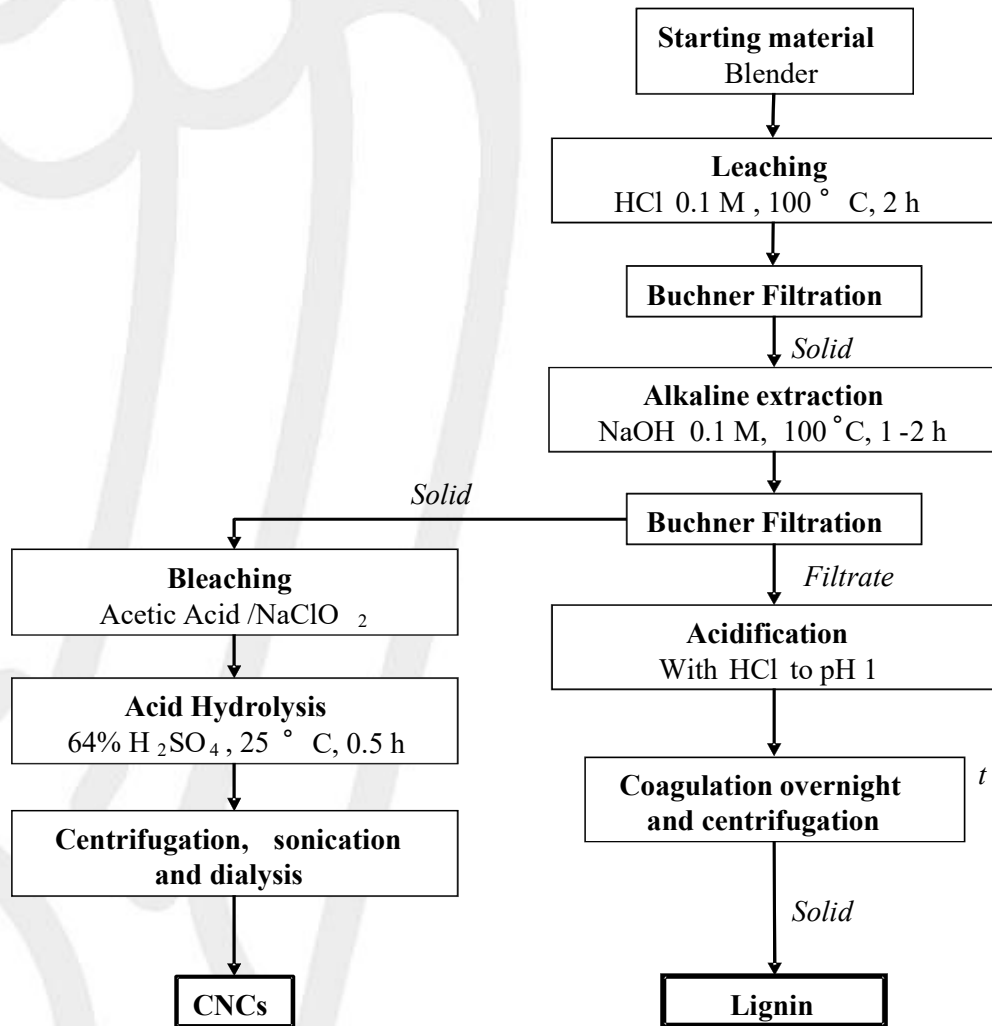 Starting material
Blender
Leaching
HCl 0.1 M , 100 ° C, 2 h
Buchner Filtration
Solid
Alkaline extraction
NaOH 0.1 M, 100 °C, 1 -2 h
Solid
Buchner Filtration
Filtrate
Bleaching
Acetic Acid /NaClO 2
Acidification
With HCl to pH 1
Acid Hydrolysis
64% H 2SO4 , 25 ° C, 0.5 h
Coagulation overnight
and centrifugation
t
Centrifugation, sonication
and dialysis
Solid
CNCs
Lignin